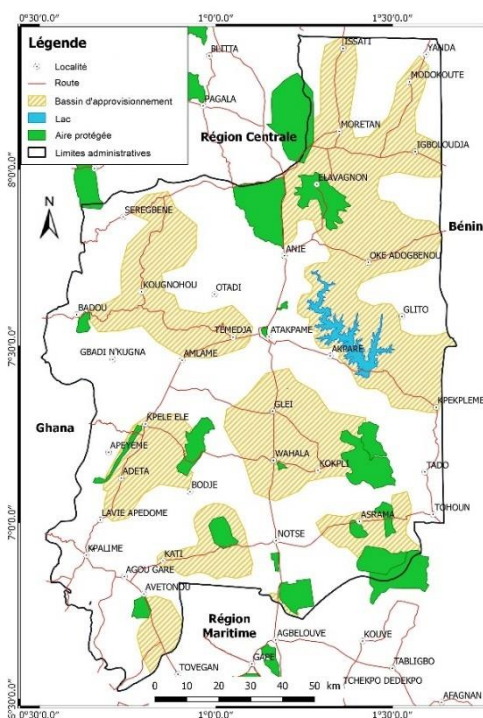 0°30'0.0"
1°0'0.0"
1°30'0.0"
Légende
Localité
Route
Bassin d'approvisionnement
Lac
Aire protégée
Limites administratives
BLITTA
ISSATI
YANDA
MODOKOUTE
PAGALA
MORETAN
Région Centrale
IGBOLOUDJA
8°0'0.0"
ELAVAGNON
N
SEREGBENE
Bénin
ANIE
OKE ADOGBENOU
KOUGNOHOU
OTADI
BADOU
GLITO
TEMEDJA
ATAKPAME
7°30'0.0"
GBADI N'KUGNA
AMLAME
AKPARE
KPEKPLEME
GLEI
Ghana
KPELE ELE
APEYEME
WAHALA
KOKPLI
TADO
ADETA
BODJE
LAVIE APEDOME
ASRAMA
TOHOUN
7°0'0.0"
NOTSE
KPALIME
KATI
AGOU GARE
AVETONOU
Région
Maritime
AGBELOUVE
KOUVE
GAPE
TABLIGBO
TOVEGAN
TCHEKPO DEDEKPO
0 10 20 30 40 50 km
AFAGNAN
6°30'0.0"
0°30'0.0"
1°0'0.0"
1°30'0.0"